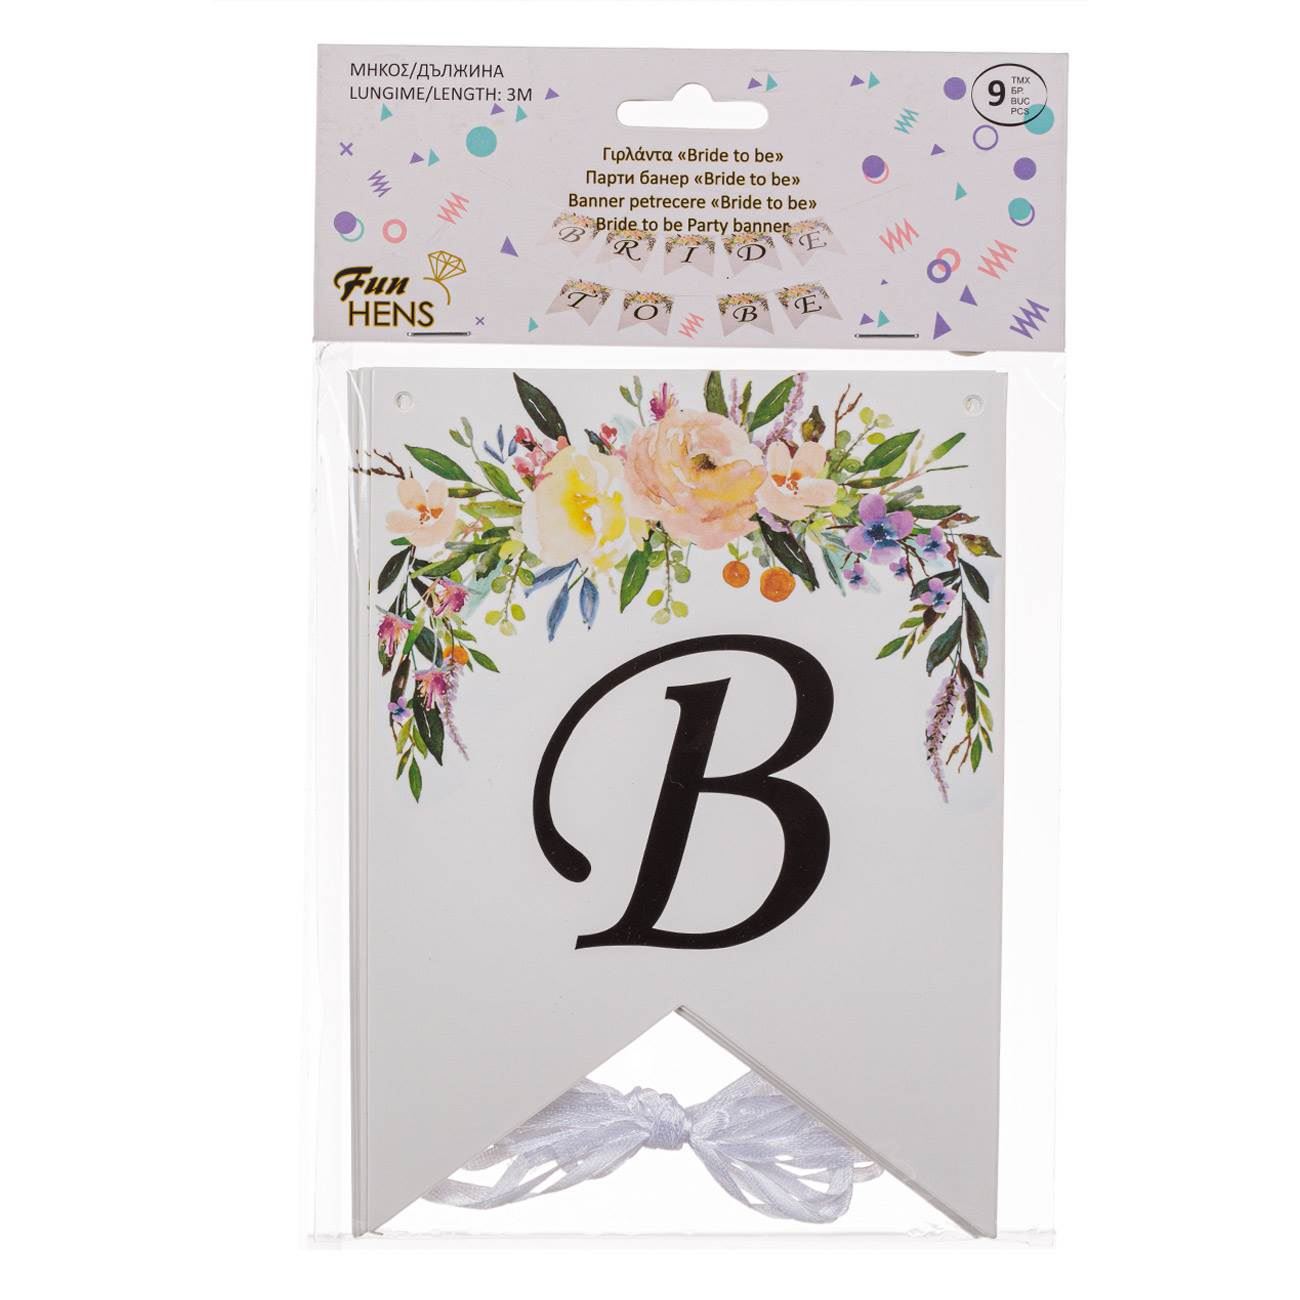 ΜΗΚΟΣ/ДЪЛЖИНА
LUNGIME/LENGTH: 3M
9
ΤΜΧ
БР.
BUC
PCS
Γιρλάντα «Bride to be»
Парти банер «Bride to be»
Banner petrecere «Bride to be»
Bride to be Party banner
BRIDE
TO BE
Fun
HENS
B